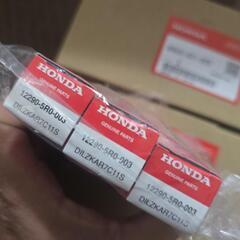 HONDA
GENUINE PARTS
12290-5R0-003
DILZKAR7C11S
HONDA
GENUINE PARTS
12290-5R0-003
DILZKAR7C11S
HONDA
GENUINE PARTS
12290-5R0-003
DILZKAR7C11S
HONDA